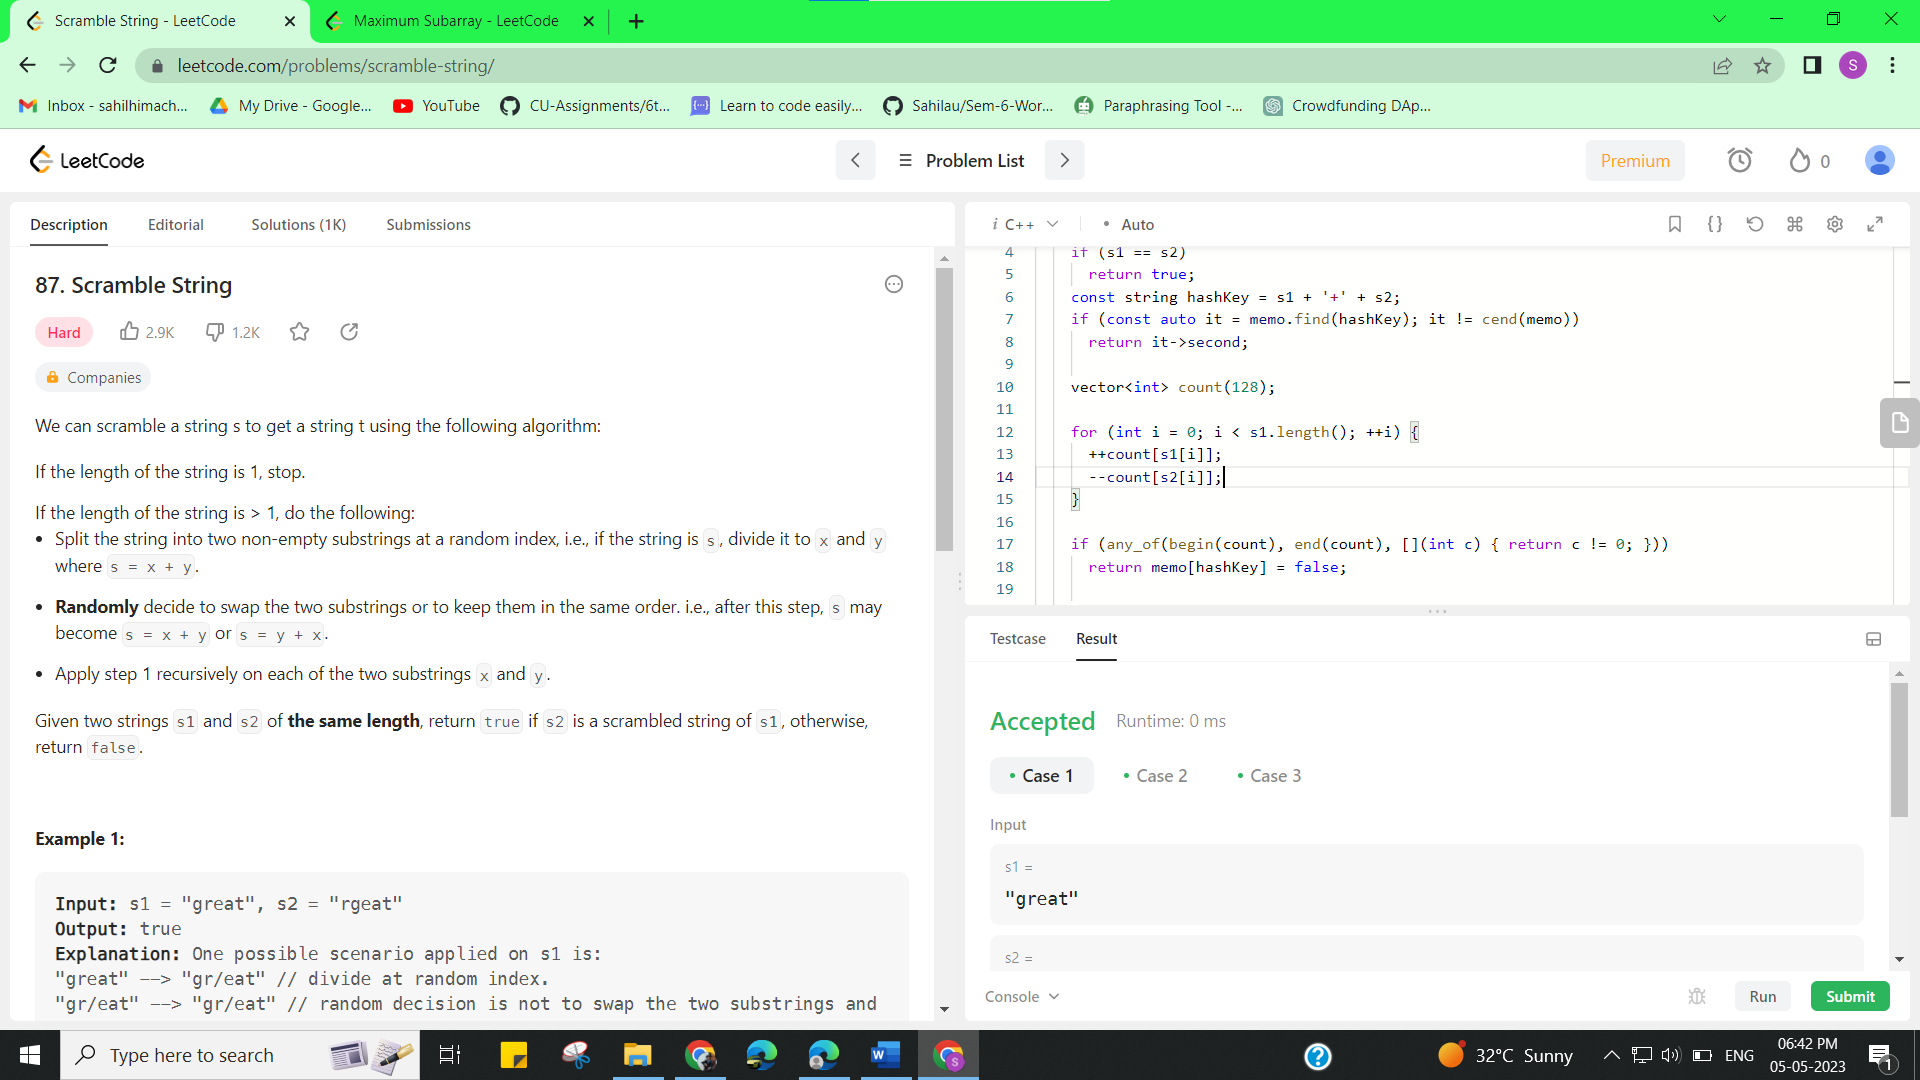 Scramble String - LeetCode
Maximum Subarray - LeetCode
leetcode.com/problems/scramble-string/
S
Inbox - sahilhimach...
My Drive - Google...
YouTube
CU-Assignments/6t...
Learn to code easily...
Sahilau/Sem-6-Wor...
Paraphrasing Tool -...
Crowdfunding DAp...
LeetCode
Problem List
Premium
0
Description
Editorial
Solutions (1K)
Submissions
87. Scramble String
Hard
2.9K
1.2K
Companies
We can scramble a string s to get a string t using the following algorithm:
If the length of the string is 1, stop.
If the length of the string is > 1, do the following:
• Split the string into two non-empty substrings at a random index, i.e., if the string is s, divide it to x and y
where s = x + y.
• Randomly decide to swap the two substrings or to keep them in the same order. i.e., after this step, s may
become s = x + y or s = y + x.
• Apply step 1 recursively on each of the two substrings x and y.
Given two strings s1 and s2 of the same length, return true if s2 is a scrambled string of s1, otherwise,
return false.
Example 1:
Input: s1 = "great", s2 = "rgeat"
Output: true
Explanation: One possible scenario applied on s1 is:
"great" --> "gr/eat" // divide at random index.
"gr/eat" --> "gr/eat" // random decision is not to swap the two substrings and
i C++
• Auto
{}
4 if (s1 == s2)
5 return true;
6 const string hashKey = s1 + '+' + s2;
7 if (const auto it = memo.find(hashKey); it != cend(memo))
8 return it->second;
9
10 vector<int> count(128);
11
12 for (int i = 0; i < s1.length(); ++i) {
13 ++count[s1[i]];
14 --count[s2[i]];
15 }
16
17 if (any_of(begin(count), end(count), [](int c) { return c != 0; }))
18 return memo[hashKey] = false;
19
Testcase
Result
Accepted
Runtime: 0 ms
• Case 1
• Case 2
• Case 3
Input
s1 =
"great"
s2 =
Console
Run
Submit
Type here to search
32°C Sunny
ENG
06:42 PM
05-05-2023
1